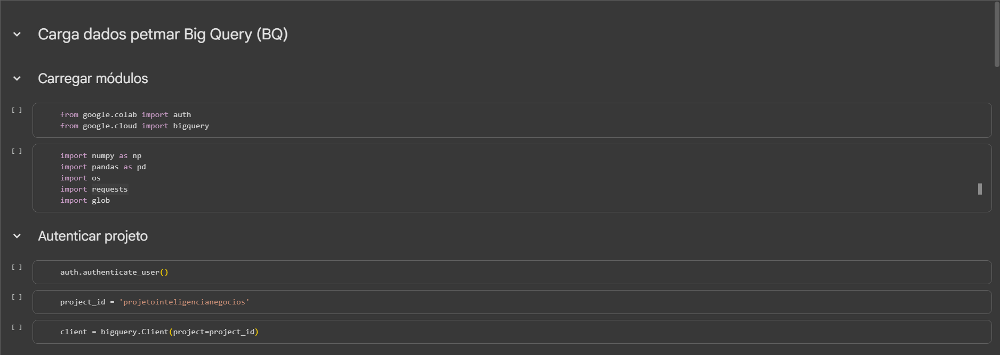 Carga dados petmar Big Query (BQ)
Carregar módulos
[ ]
from google.colab import auth
from google.cloud import bigquery
[ ]
import numpy as np
import pandas as pd
import os
import requests
import glob
Autenticar projeto
[ ]
auth.authenticate_user()
[ ]
project_id = 'projetointeligencianegocios'
[ ]
client = bigquery.Client(project=project_id)